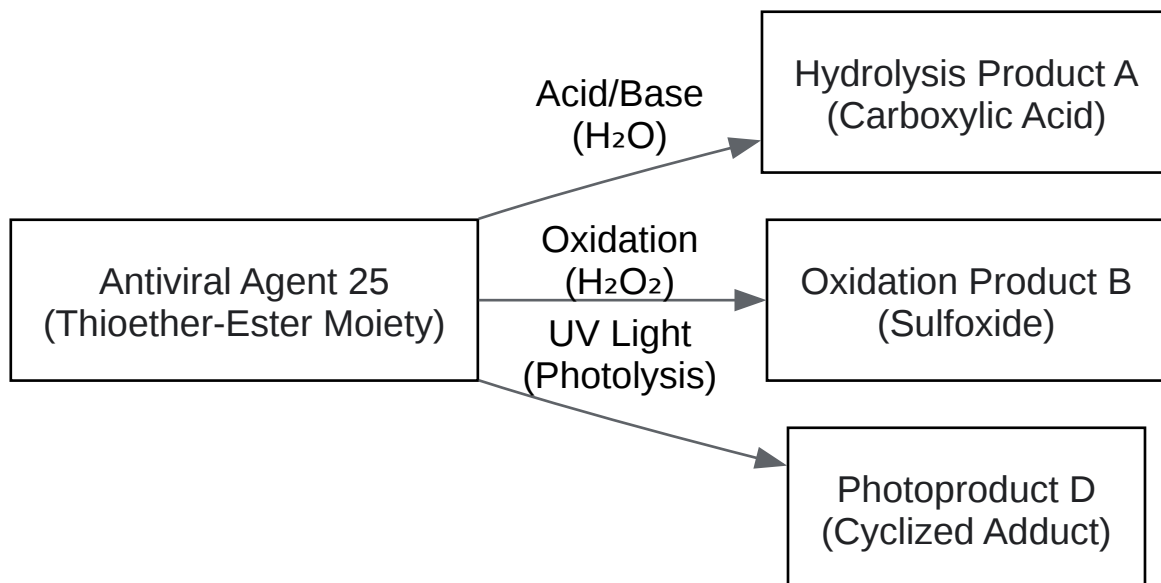 Acid/Base
(H₂O)
Hydrolysis Product A
(Carboxylic Acid)
Antiviral Agent 25
(Thioether-Ester Moiety)
Oxidation
(H₂O₂)
Oxidation Product B
(Sulfoxide)
UV Light
(Photolysis)
Photoproduct D
(Cyclized Adduct)